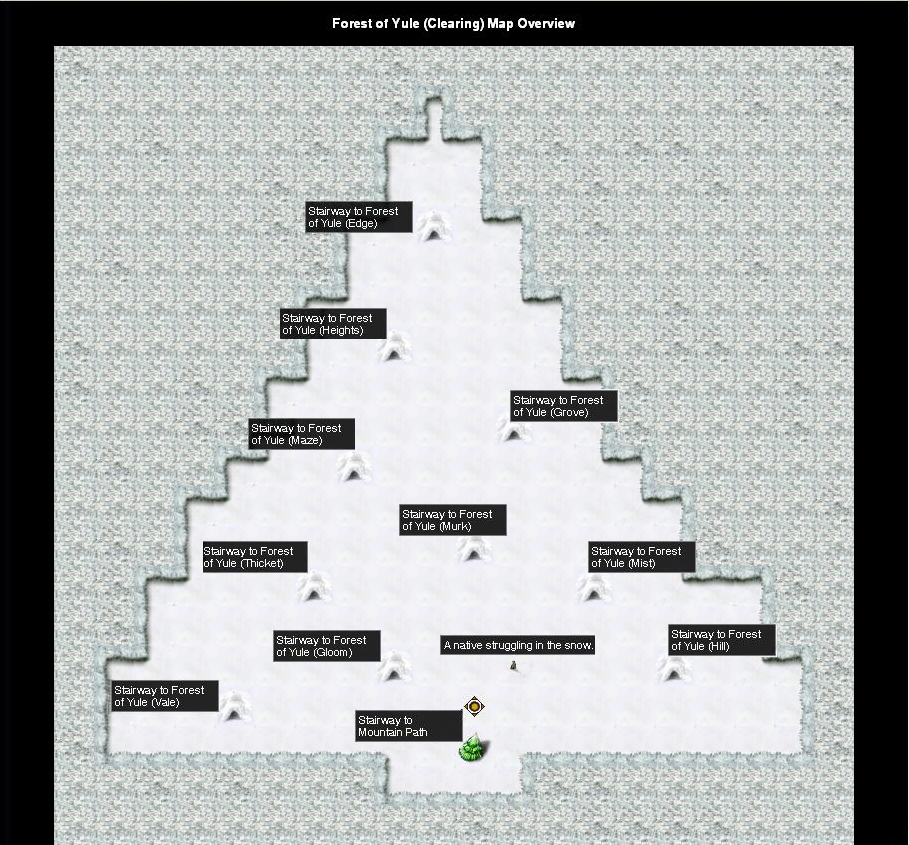 Forest of Yule (Clearing) Map Overview
Stairway to Forest
of Yule (Edge)
Stairway to Forest
of Yule (Heights)
Stairway to Forest
of Yule (Grove)
Stairway to Forest
of Yule (Maze)
Stairway to Forest
of Yule (Murk)
Stairway to Forest
of Yule (Thicket)
Stairway to Forest
of Yule (Mist)
Stairway to Forest
of Yule (Gloom)
A native struggling in the snow.
Stairway to Forest
of Yule (Hill)
Stairway to Forest
of Yule (Vale)
Stairway to
Mountain Path